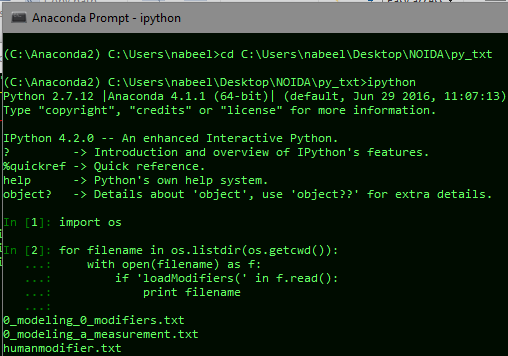 Anaconda Prompt - ipython
(C:\Anaconda2) C:\Users\nabeel>cd C:\Users\nabeel\Desktop\NOIDA\py_txt
(C:\Anaconda2) C:\Users\nabeel\Desktop\NOIDA\py_txt>ipython
Python 2.7.12 |Anaconda 4.1.1 (64-bit)| (default, Jun 29 2016, 11:07:13)
Type "copyright", "credits" or "license" for more information.
IPython 4.2.0 -- An enhanced Interactive Python.
?         -> Introduction and overview of IPython's features.
%quickref -> Quick reference.
help      -> Python's own help system.
object?   -> Details about 'object', use 'object??' for extra details.
In [1]: import os
In [2]: for filename in os.listdir(os.getcwd()):
   ...:     with open(filename) as f:
   ...:         if 'loadModifiers(' in f.read():
   ...:             print filename
   ...:
0_modeling_0_modifiers.txt
0_modeling_a_measurement.txt
humanmodifier.txt